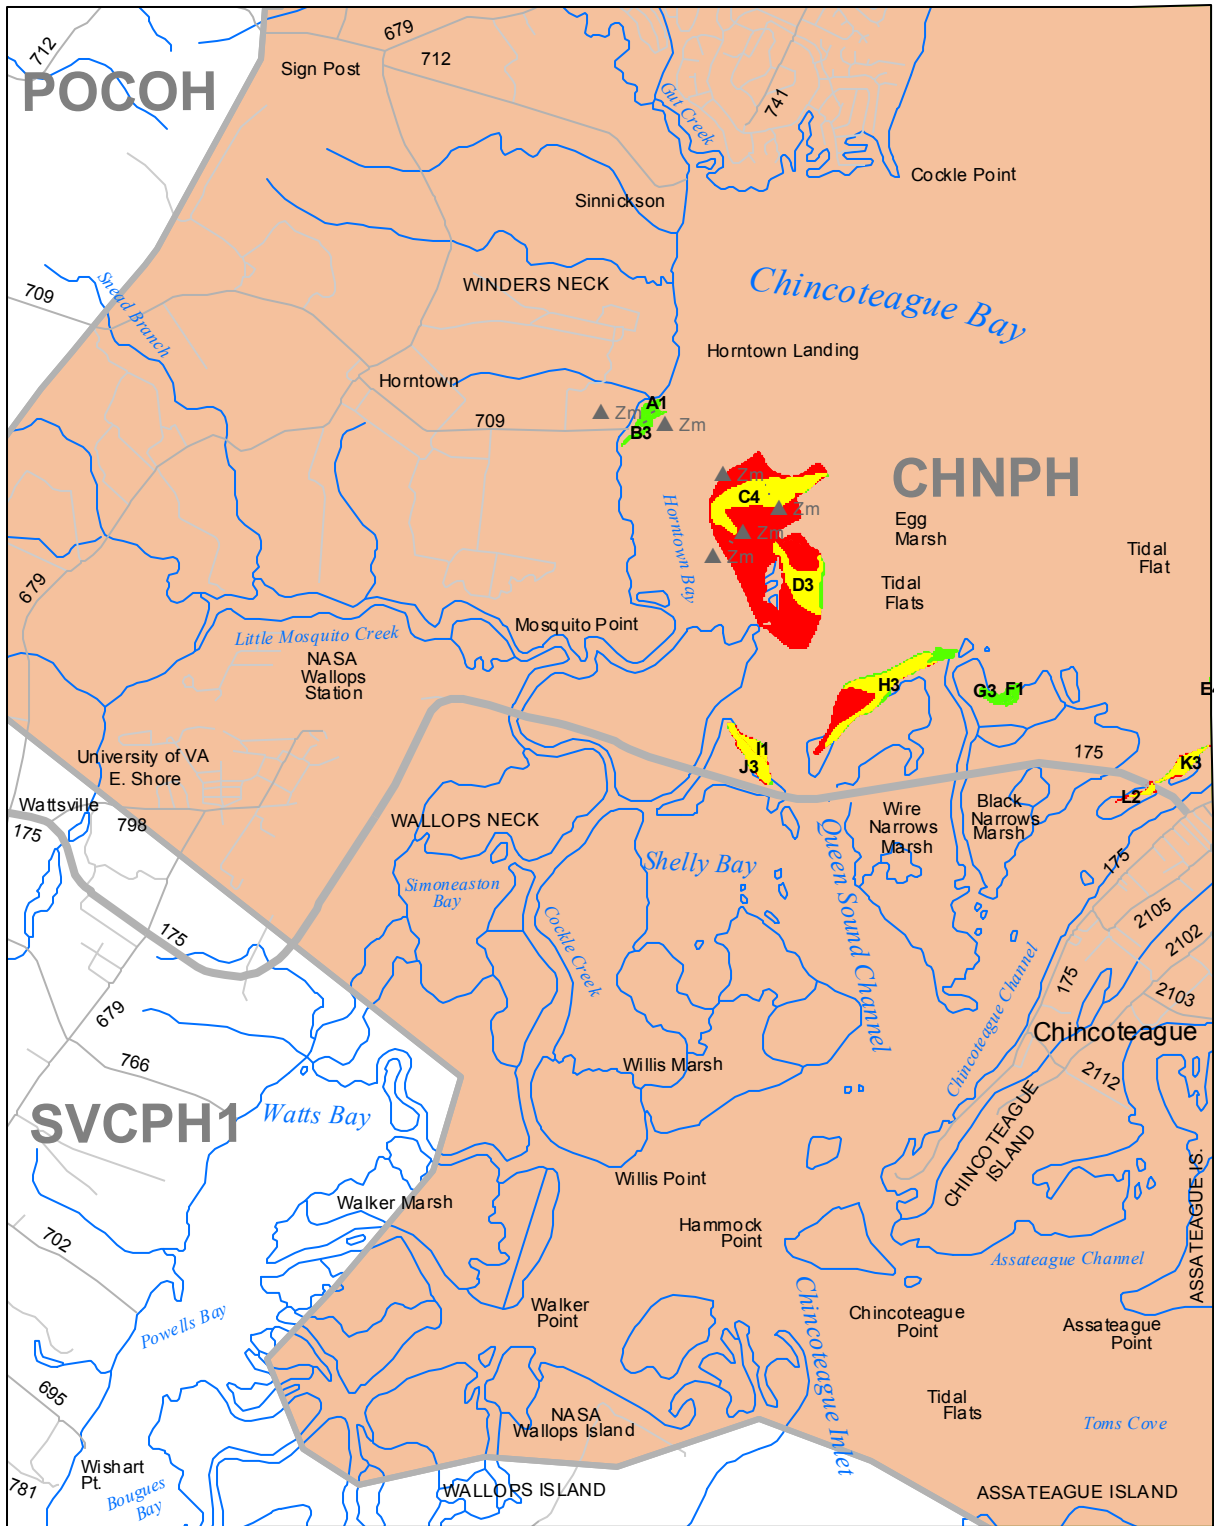 712
679
712
Sign Post
POCOH
Gut Creek
741
Cockle Point
Sinnickson
WINDERS NECK
Chincoteague Bay
709
Snead Branch
Horntown Landing
Horntown
709
A1
Zm
B3
Zm
Zm
C4
Zm
Zm
Zm
CHNPH
Egg
Marsh
Horntown Bay
Tidal
Flat
D3
Tidal
Flats
679
Mosquito Point
Little Mosquito Creek
NASA
Wallops
Station
H3
G3
F1
University of VA
E. Shore
I1
J3
175
K3
L2
Wattsville
175
798
WALLOPS NECK
Wire
Narrows
Marsh
Black
Narrows
Marsh
Shelly Bay
Queen Sound Channel
175
Simoneaston
Bay
Cockle Creek
2105
2102
175
175
2103
Chincoteague Channel
679
Chincoteague
766
Willis Marsh
2112
SVCPH1
Watts Bay
CHINCOTEAGUE
ISLAND
Willis Point
Walker Marsh
ASSATEAGUE IS.
702
Hammock
Point
Assateague Channel
Powells Bay
Walker
Point
Chincoteague Inlet
Chincoteague
Point
Assateague
Point
695
NASA
Wallops Island
Tidal
Flats
Toms Cove
Wishart
Pt.
781
Bougues
Bay
WALLOPS ISLAND
ASSATEAGUE ISLAND